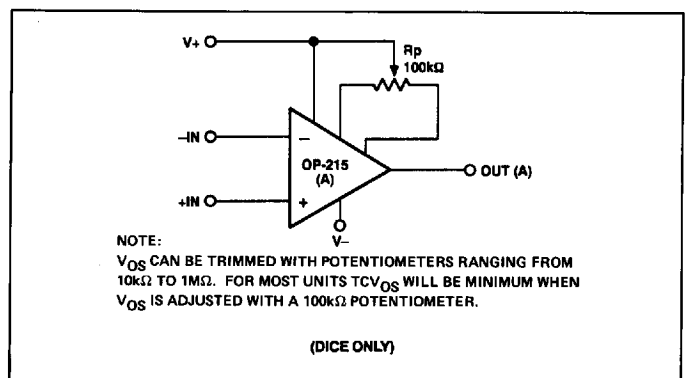 V+
Rp
100kΩ
–IN
–
OP-215
(A)
OUT (A)
+IN
+
V–
NOTE:
VOS CAN BE TRIMMED WITH POTENTIOMETERS RANGING FROM
10kΩ TO 1MΩ. FOR MOST UNITS TCVOS WILL BE MINIMUM WHEN
VOS IS ADJUSTED WITH A 100kΩ POTENTIOMETER.
(DICE ONLY)